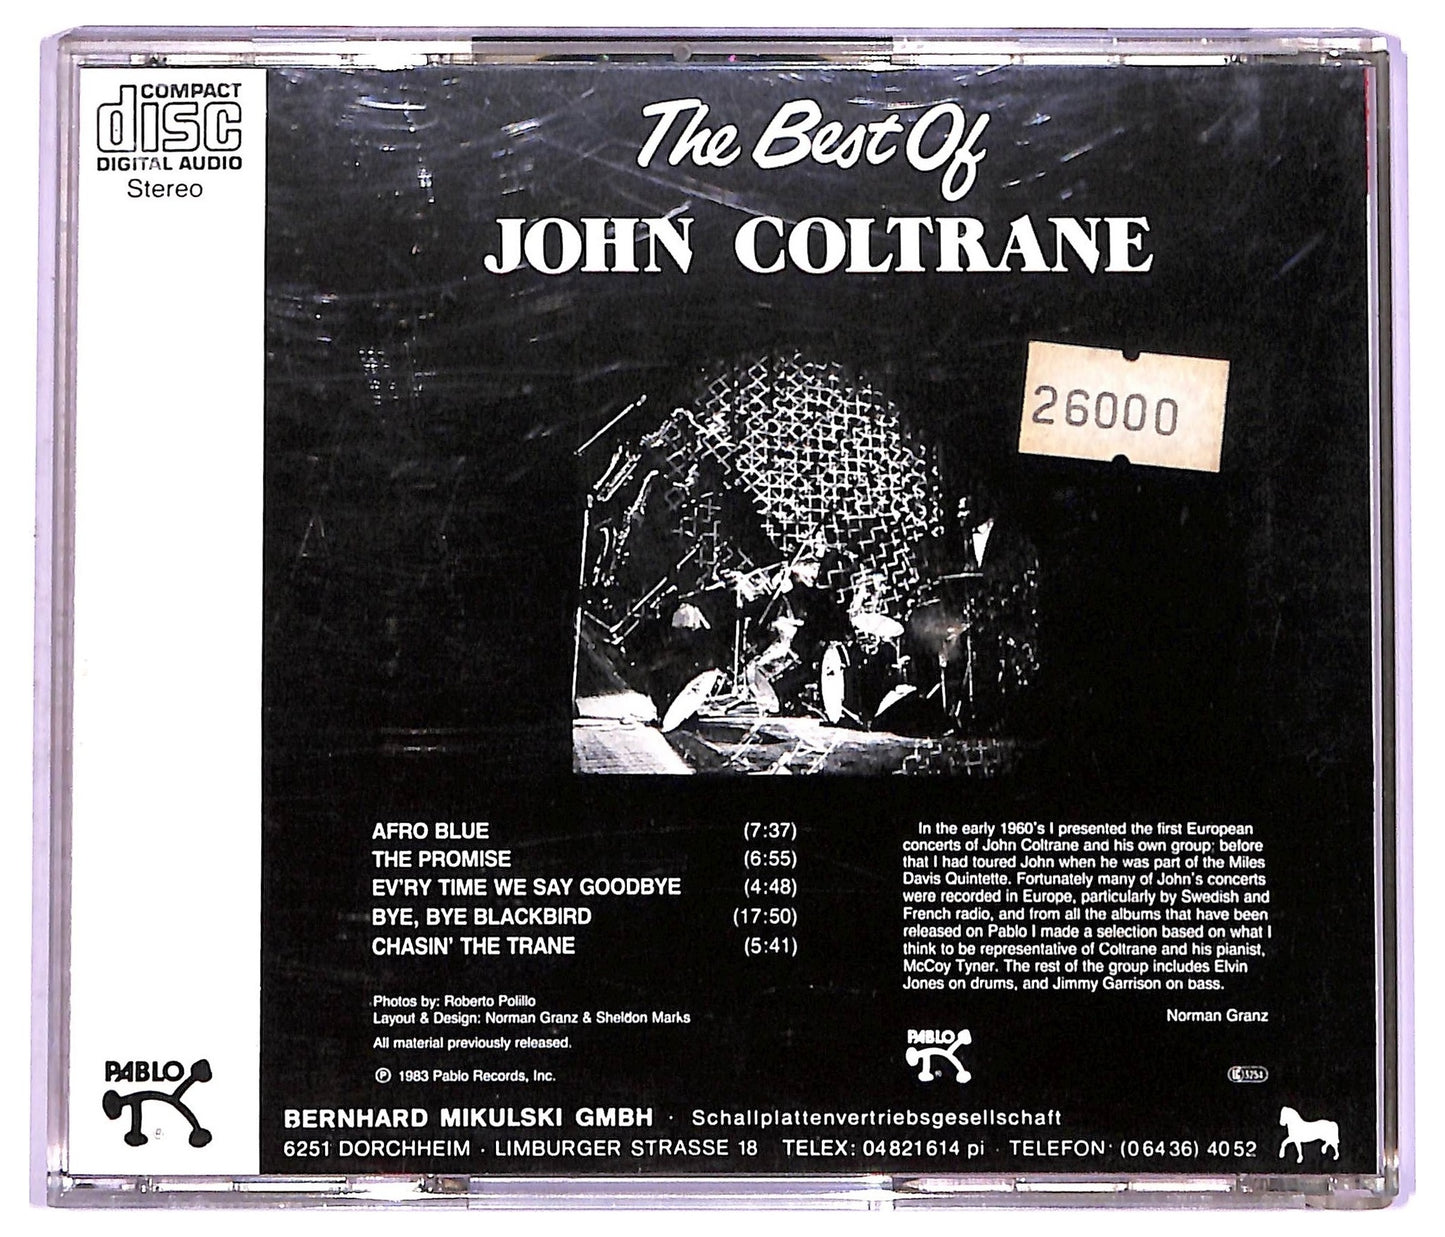 COMPACT
disc
DIGITAL AUDIO
Stereo
The Best Of
JOHN COLTRANE
26000
AFRO BLUE (7:37)
THE PROMISE (6:55)
EV'RY TIME WE SAY GOODBYE (4:48)
BYE, BYE BLACKBIRD (17:50)
CHASIN' THE TRANE (5:41)
Photos by: Roberto Polillo
Layout & Design: Norman Granz & Sheldon Marks
All material previously released.
℗ 1983 Pablo Records, Inc.
In the early 1960's I presented the first European
concerts of John Coltrane and his own group; before
that I had toured John when he was part of the Miles
Davis Quintette. Fortunately many of John's concerts
were recorded in Europe, particularly by Swedish and
French radio, and from all the albums that have been
released on Pablo I made a selection based on what I
think to be representative of Coltrane and his pianist,
McCoy Tyner. The rest of the group includes Elvin
Jones on drums, and Jimmy Garrison on bass.
Norman Granz
PABLO
PABLO
BERNHARD MIKULSKI GMBH · Schallplattenvertriebsgesellschaft
6251 DORCHHEIM · LIMBURGER STRASSE 18 TELEX: 04821614 pi · TELEFON: (06436) 4052